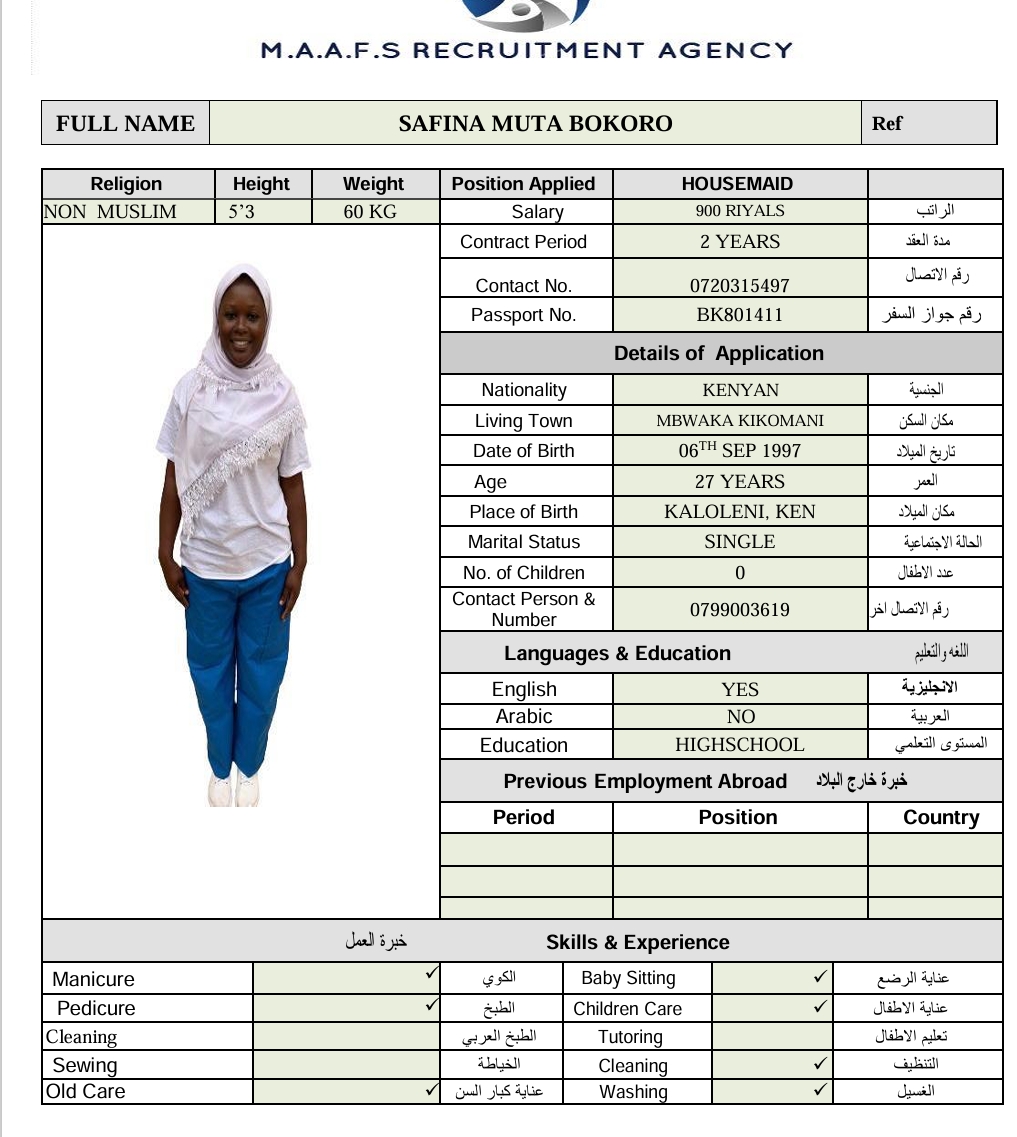 M.A.A.F.S RECRUITMENT AGENCY
FULL NAME SAFINA MUTA BOKORO Ref
Religion Height Weight Position Applied HOUSEMAID
NON MUSLIM 5’3 60 KG Salary 900 RIYALS الراتب
Contract Period 2 YEARS مدة العقد
Contact No. 0720315497 رقم الاتصال
Passport No. BK801411 رقم جواز السفر
Details of Application
Nationality KENYAN الجنسية
Living Town MBWAKA KIKOMANI مكان السكن
Date of Birth 06TH SEP 1997 تاريخ الميلاد
Age 27 YEARS العمر
Place of Birth KALOLENI, KEN مكان الميلاد
Marital Status SINGLE الحالة الاجتماعية
No. of Children 0 عدد الاطفال
Contact Person &
Number 0799003619 رقم الاتصال اخر
Languages & Education اللغه والتعليم
English YES الانجليزية
Arabic NO العربية
Education HIGHSCHOOL المستوى التعلمي
Previous Employment Abroad خبرة خارج البلاد
Period Position Country
خبرة العمل Skills & Experience
Manicure ✓ الكوي Baby Sitting ✓ عناية الرضع
Pedicure ✓ الطبخ Children Care ✓ عناية الاطفال
Cleaning الطبخ العربي Tutoring تعليم الاطفال
Sewing الخياطة Cleaning ✓ التنظيف
Old Care ✓ عناية كبار السن Washing ✓ الغسيل